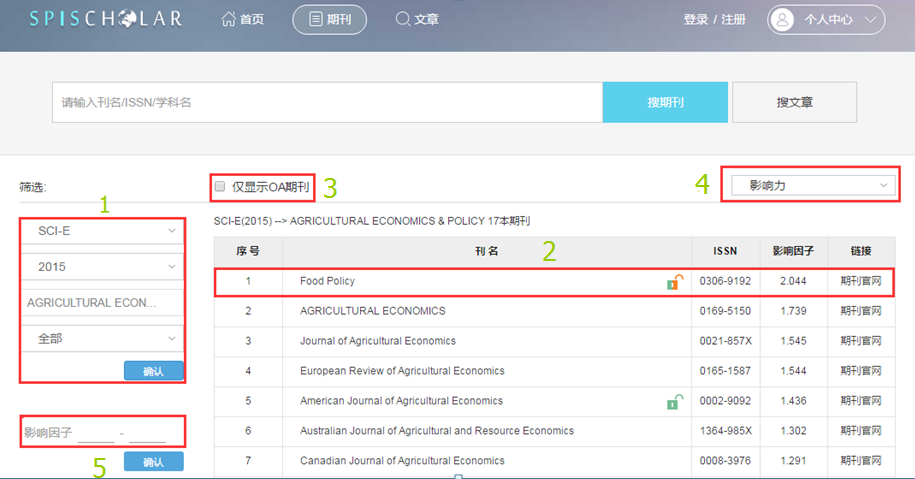 SPISCHOLAR 首页 期刊 文章 登录 / 注册 个人中心
请输入刊名/ISSN/学科名 搜期刊 搜文章
筛选: 仅显示OA期刊 3 4 影响力
1
SCI-E
2015
AGRICULTURAL ECON...
全部
确认
影响因子 _____ - _____
5 确认
SCI-E(2015) --> AGRICULTURAL ECONOMICS & POLICY 17本期刊
序号 刊名 2 ISSN 影响因子 链接
1 Food Policy 0306-9192 2.044 期刊官网
2 AGRICULTURAL ECONOMICS 0169-5150 1.739 期刊官网
3 Journal of Agricultural Economics 0021-857X 1.545 期刊官网
4 European Review of Agricultural Economics 0165-1587 1.544 期刊官网
5 American Journal of Agricultural Economics 0002-9092 1.436 期刊官网
6 Australian Journal of Agricultural and Resource Economics 1364-985X 1.302 期刊官网
7 Canadian Journal of Agricultural Economics 0008-3976 1.291 期刊官网